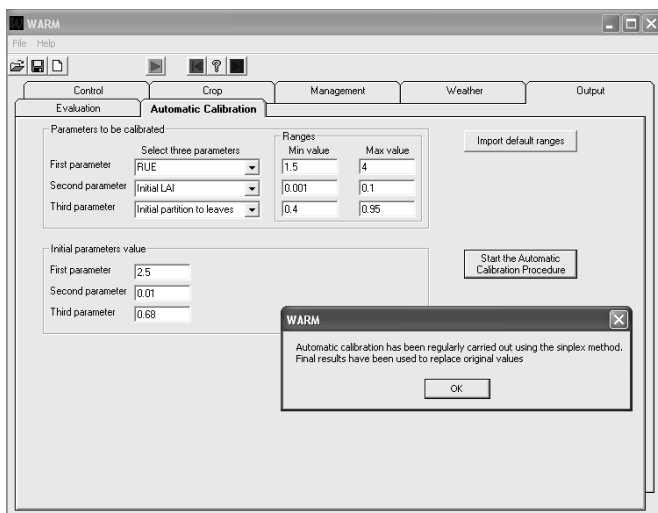 WARM
File Help
Control Crop Management Weather Output
Evaluation Automatic Calibration
Parameters to be calibrated
Select three parameters
Ranges
Min value Max value
First parameter RUE 1.5 4
Second parameter Initial LAI 0.001 0.1
Third parameter Initial partition to leaves 0.4 0.95
Import default ranges
Initial parameters value
First parameter 2.5
Second parameter 0.01
Third parameter 0.68
Start the Automatic
Calibration Procedure
WARM
Automatic calibration has been regularly carried out using the sinplex method.
Final results have been used to replace original values
OK